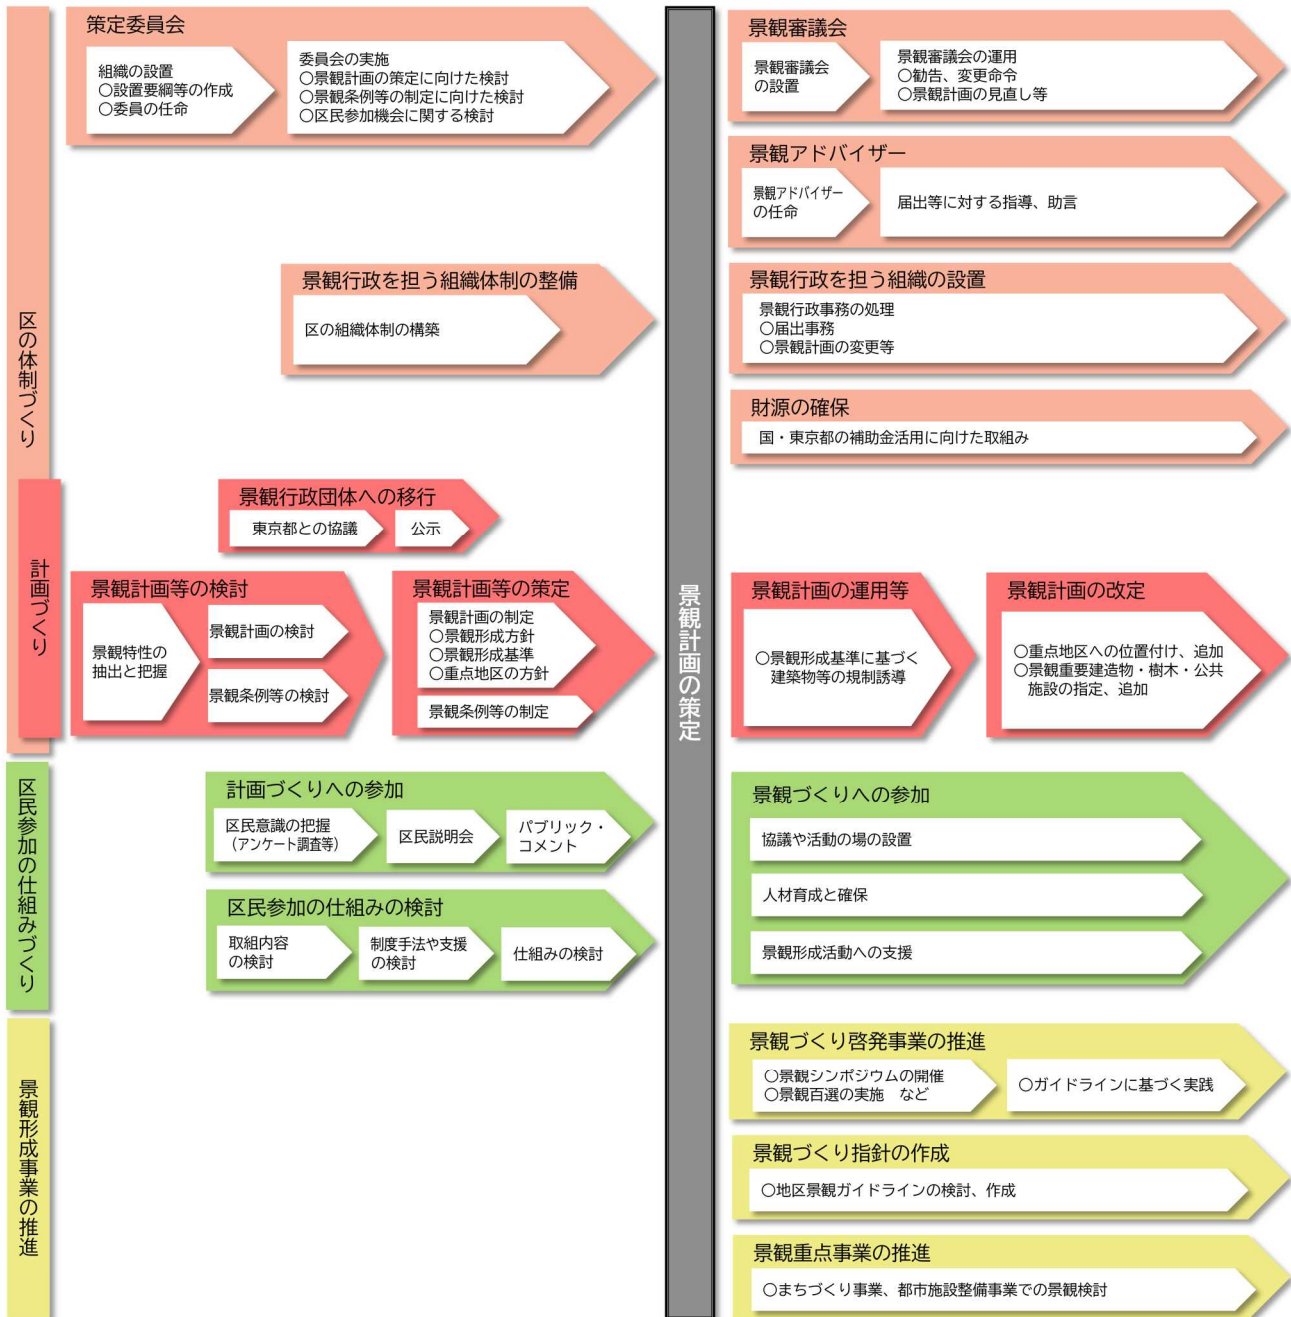 区の体制づくり
策定委員会
組織の設置
○設置要綱等の作成
○委員の任命
委員会の実施
○景観計画の策定に向けた検討
○景観条例等の制定に向けた検討
○区民参加機会に関する検討
景観行政を担う組織体制の整備
区の組織体制の構築
計画づくり
景観行政団体への移行
東京都との協議
公示
景観計画等の検討
景観特性の
抽出と把握
景観計画の検討
景観条例等の検討
景観計画等の策定
景観計画の制定
○景観形成方針
○景観形成基準
○重点地区の方針
景観条例等の制定
区民参加の仕組みづくり
計画づくりへの参加
区民意識の把握
（アンケート調査等）
区民説明会
パブリック・
コメント
区民参加の仕組みの検討
取組内容
の検討
制度手法や支援
の検討
仕組みの検討
景観形成事業の推進
景観計画の策定
景観審議会
景観審議会
の設置
景観審議会の運用
○勧告、変更命令
○景観計画の見直し等
景観アドバイザー
景観アドバイザー
の任命
届出等に対する指導、助言
景観行政を担う組織の設置
景観行政事務の処理
○届出事務
○景観計画の変更等
財源の確保
国・東京都の補助金活用に向けた取組み
景観計画の運用等
○景観形成基準に基づく
建築物等の規制誘導
景観計画の改定
○重点地区への位置付け、追加
○景観重要建造物・樹木・公共
施設の指定、追加
景観づくりへの参加
協議や活動の場の設置
人材育成と確保
景観形成活動への支援
景観づくり啓発事業の推進
○景観シンポジウムの開催
○景観百選の実施　など
○ガイドラインに基づく実践
景観づくり指針の作成
○地区景観ガイドラインの検討、作成
景観重点事業の推進
○まちづくり事業、都市施設整備事業での景観検討